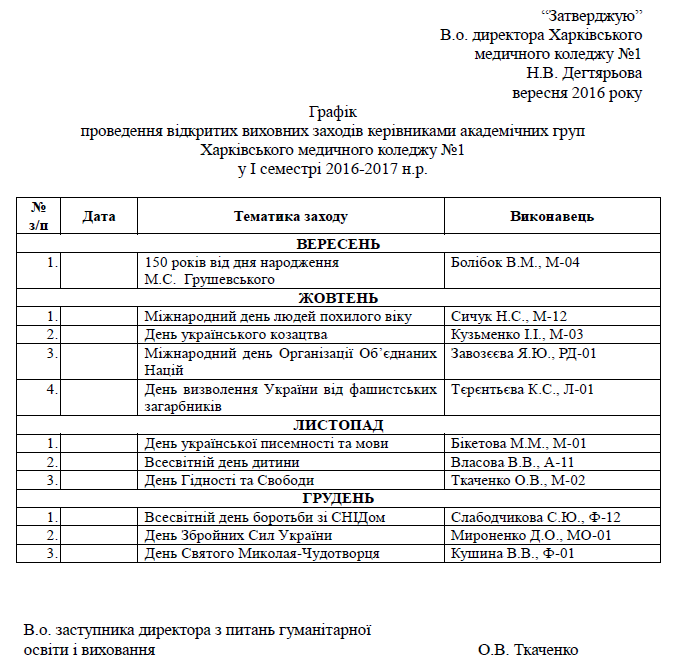 “Затверджую”
В.о. директора Харківського
медичного коледжу №1
Н.В. Дегтярьова
вересня 2016 року
Графік
проведення відкритих виховних заходів керівниками академічних груп
Харківського медичного коледжу №1
у І семестрі 2016-2017 н.р.
№ з/п Дата Тематика заходу Виконавець
ВЕРЕСЕНЬ
1. 150 років від дня народження Болібок В.М., М-04
М.С. Грушевського
ЖОВТЕНЬ
1. Міжнародний день людей похилого віку Сичук Н.С., М-12
2. День українського козацтва Кузьменко І.І., М-03
3. Міжнародний день Організації Об’єднаних Завозєєва Я.Ю., РД-01
Націй
4. День визволення України від фашистських Тєрєнтьєва К.С., Л-01
загарбників
ЛИСТОПАД
1. День української писемності та мови Бікетова М.М., М-01
2. Всесвітній день дитини Власова В.В., А-11
3. День Гідності та Свободи Ткаченко О.В., М-02
ГРУДЕНЬ
1. Всесвітній день боротьби зі СНІДом Слабодчикова С.Ю., Ф-12
2. День Збройних Сил України Мироненко Д.О., МО-01
3. День Святого Миколая-Чудотворця Кушина В.В., Ф-01
В.о. заступника директора з питань гуманітарної
освіти і виховання О.В. Ткаченко